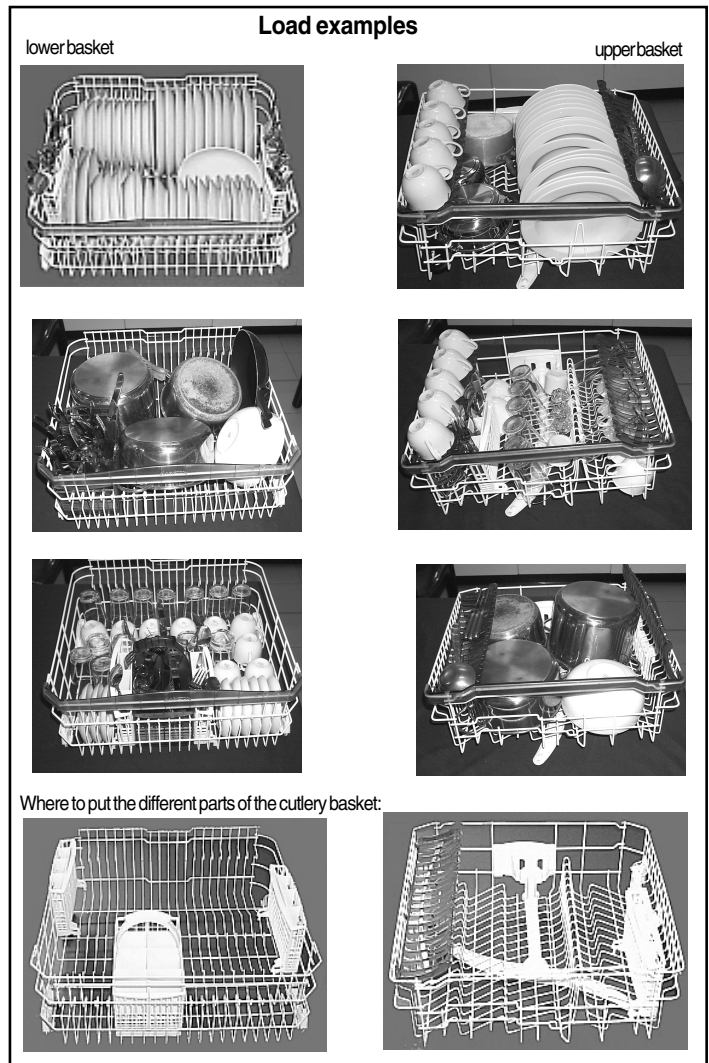 Load examples
lower basket
upper basket
Where to put the different parts of the cutlery basket: